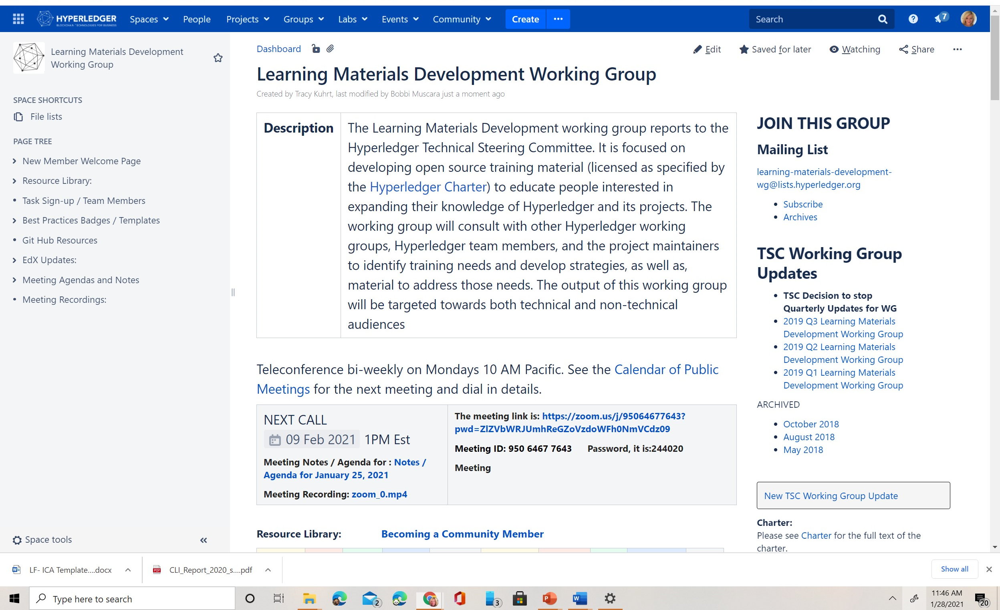 HYPERLEDGER
BLOCKCHAIN TECHNOLOGIES FOR BUSINESS
Spaces
People
Projects
Groups
Labs
Events
Community
Create
Search
7
Learning Materials Development
Working Group
SPACE SHORTCUTS
File lists
PAGE TREE
New Member Welcome Page
Resource Library:
Task Sign-up / Team Members
Best Practices Badges / Templates
Git Hub Resources
EdX Updates:
Meeting Agendas and Notes
Meeting Recordings:
Space tools
Dashboard
Edit
Saved for later
Watching
Share
Learning Materials Development Working Group
Created by Tracy Kuhrt, last modified by Bobbi Muscara just a moment ago
Description
The Learning Materials Development working group reports to the
Hyperledger Technical Steering Committee. It is focused on
developing open source training material (licensed as specified by
the Hyperledger Charter) to educate people interested in
expanding their knowledge of Hyperledger and its projects. The
working group will consult with other Hyperledger working
groups, Hyperledger team members, and the project maintainers
to identify training needs and develop strategies, as well as,
material to address those needs. The output of this working group
will be targeted towards both technical and non-technical
audiences
Teleconference bi-weekly on Mondays 10 AM Pacific. See the Calendar of Public
Meetings for the next meeting and dial in details.
NEXT CALL
09 Feb 2021 1PM Est
Meeting Notes / Agenda for : Notes /
Agenda for January 25, 2021
Meeting Recording: zoom_0.mp4
The meeting link is: https://zoom.us/j/95064677643?
pwd=ZlZVbWRJUmhReGZoVzdoWFh0NmVCdz09
Meeting ID: 950 6467 7643 Password, it is:244020
Meeting
Resource Library: Becoming a Community Member
JOIN THIS GROUP
Mailing List
learning-materials-development-
wg@lists.hyperledger.org
Subscribe
Archives
TSC Working Group
Updates
TSC Decision to stop
Quarterly Updates for WG
2019 Q3 Learning Materials
Development Working Group
2019 Q2 Learning Materials
Development Working Group
2019 Q1 Learning Materials
Development Working Group
ARCHIVED
October 2018
August 2018
May 2018
New TSC Working Group Update
Charter:
Please see Charter for the full text of the
charter.
LF- ICA Template....docx
PDF
CLI_Report_2020_s....pdf
Show all
Type here to search
2
3
P
W
11:46 AM
1/28/2021
20